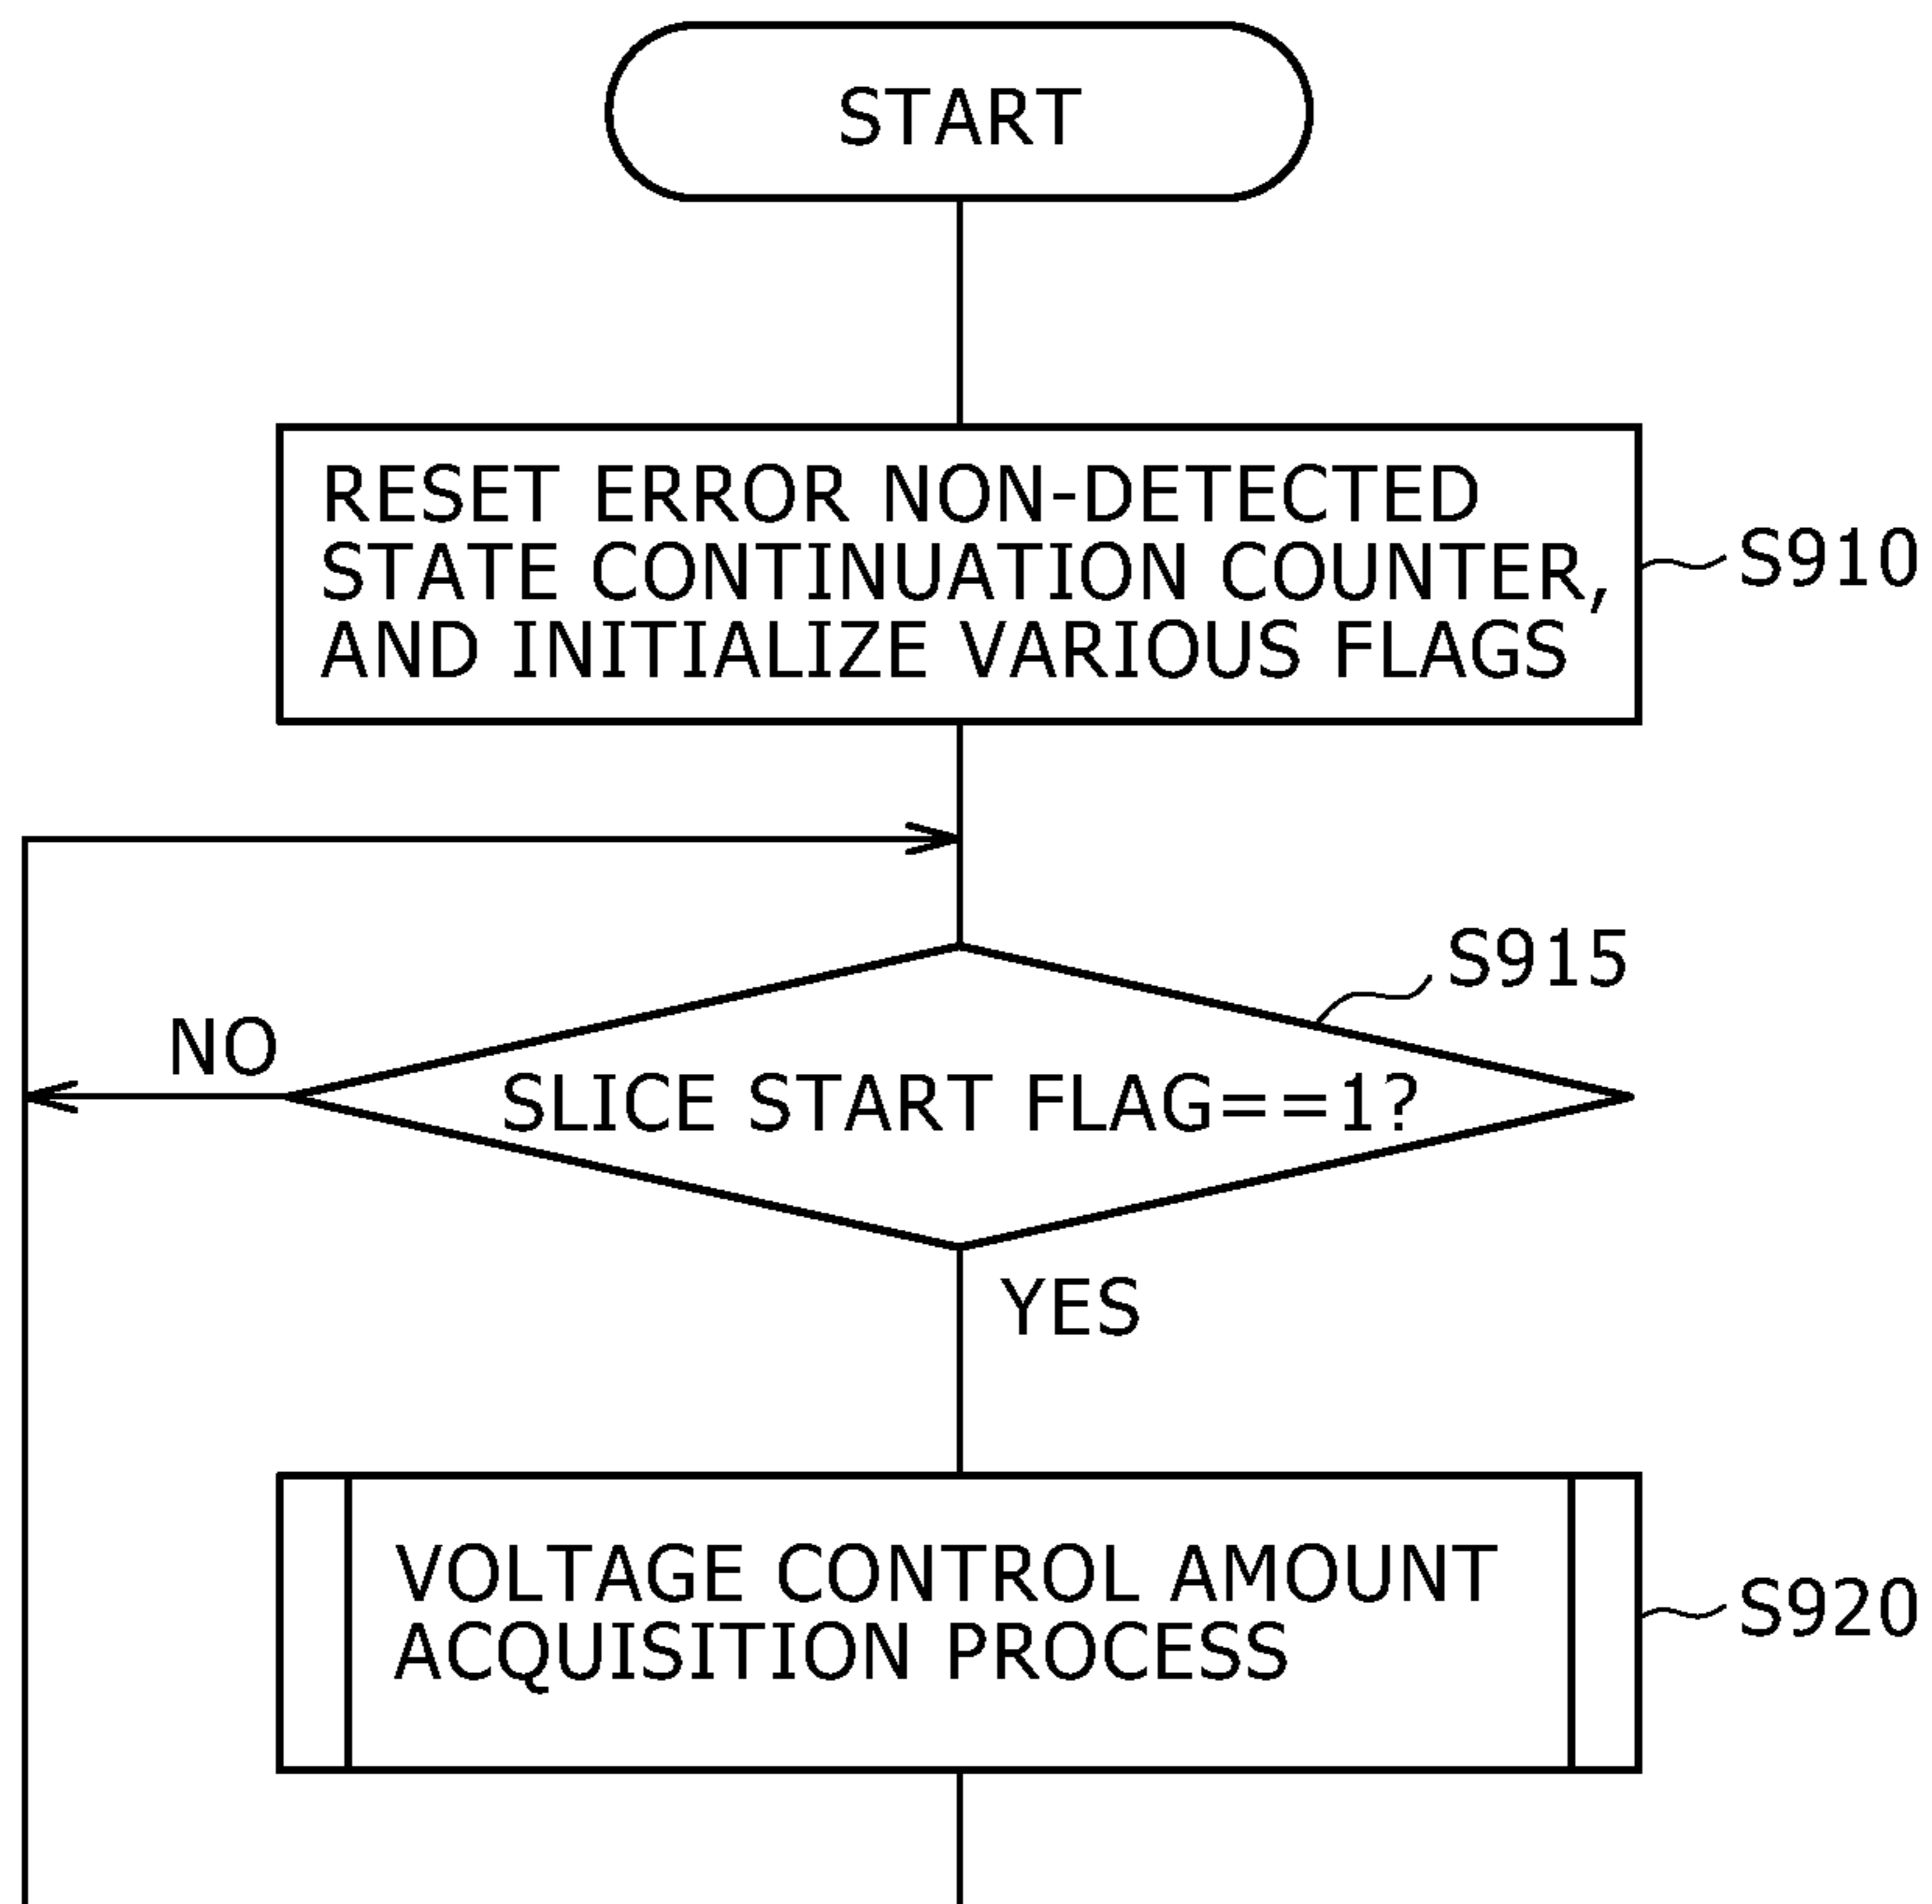 START
RESET ERROR NON-DETECTED
STATE CONTINUATION COUNTER,
AND INITIALIZE VARIOUS FLAGS
S910
S915
NO
SLICE START FLAG==1?
YES
VOLTAGE CONTROL AMOUNT
ACQUISITION PROCESS
S920